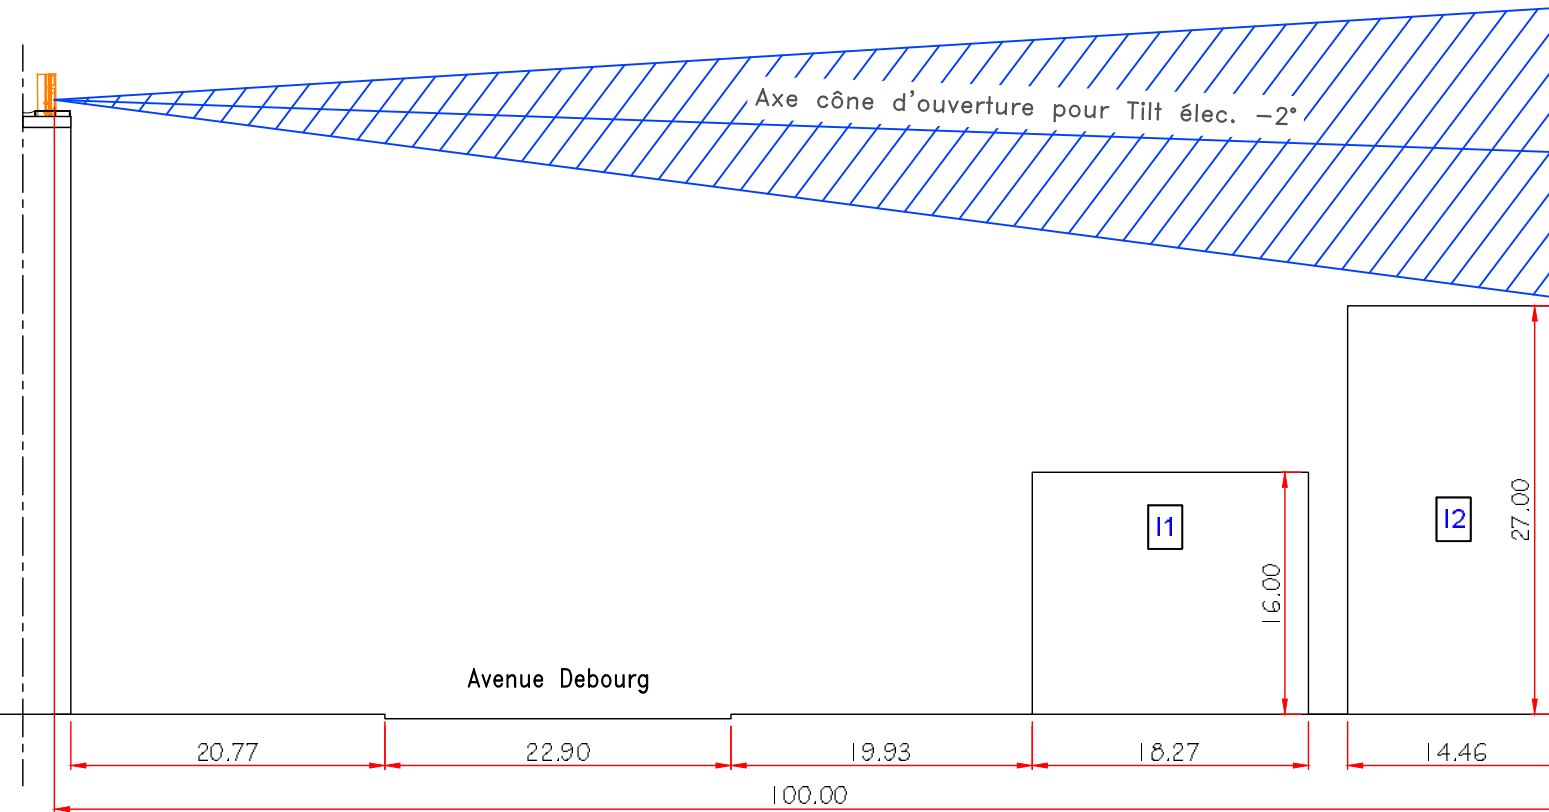 Axe cône d'ouverture pour Tilt élec. −2°
I1
I2
27.00
16.00
Avenue Debourg
20.77
22.90
19.93
18.27
14.46
100.00